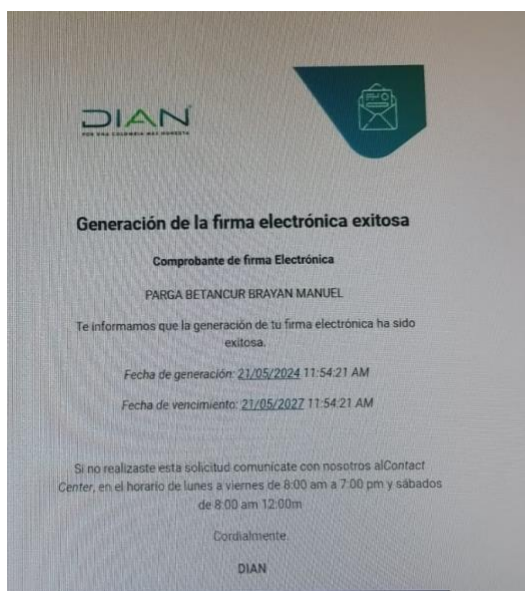 DIAN
POR UNA COLOMBIA MÁS HONESTA
Generación de la firma electrónica exitosa
Comprobante de firma Electrónica
PARGA BETANCUR BRAYAN MANUEL
Te informamos que la generación de tu firma electrónica ha sido
exitosa.
Fecha de generación: 21/05/2024 11:54:21 AM
Fecha de vencimiento: 21/05/2027 11:54:21 AM
Si no realizaste esta solicitud comunícate con nosotros alContact
Center, en el horario de lunes a viernes de 8:00 am a 7:00 pm y sábados
de 8:00 am 12:00m
Cordialmente.
DIAN